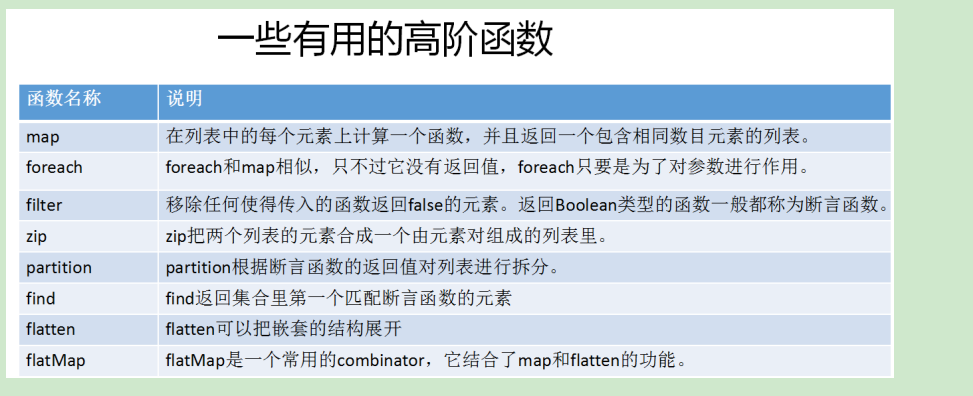 一些有用的高阶函数
函数名称 说明
map 在列表中的每个元素上计算一个函数，并且返回一个包含相同数目元素的列表。
foreach foreach和map相似，只不过它没有返回值，foreach只要是为了对参数进行作用。
filter 移除任何使得传入的函数返回false的元素。返回Boolean类型的函数一般都称为断言函数。
zip zip把两个列表的元素合成一个由元素对组成的列表里。
partition partition根据断言函数的返回值对列表进行拆分。
find find返回集合里第一个匹配断言函数的元素
flatten flatten可以把嵌套的结构展开
flatMap flatMap是一个常用的combinator，它结合了map和flatten的功能。